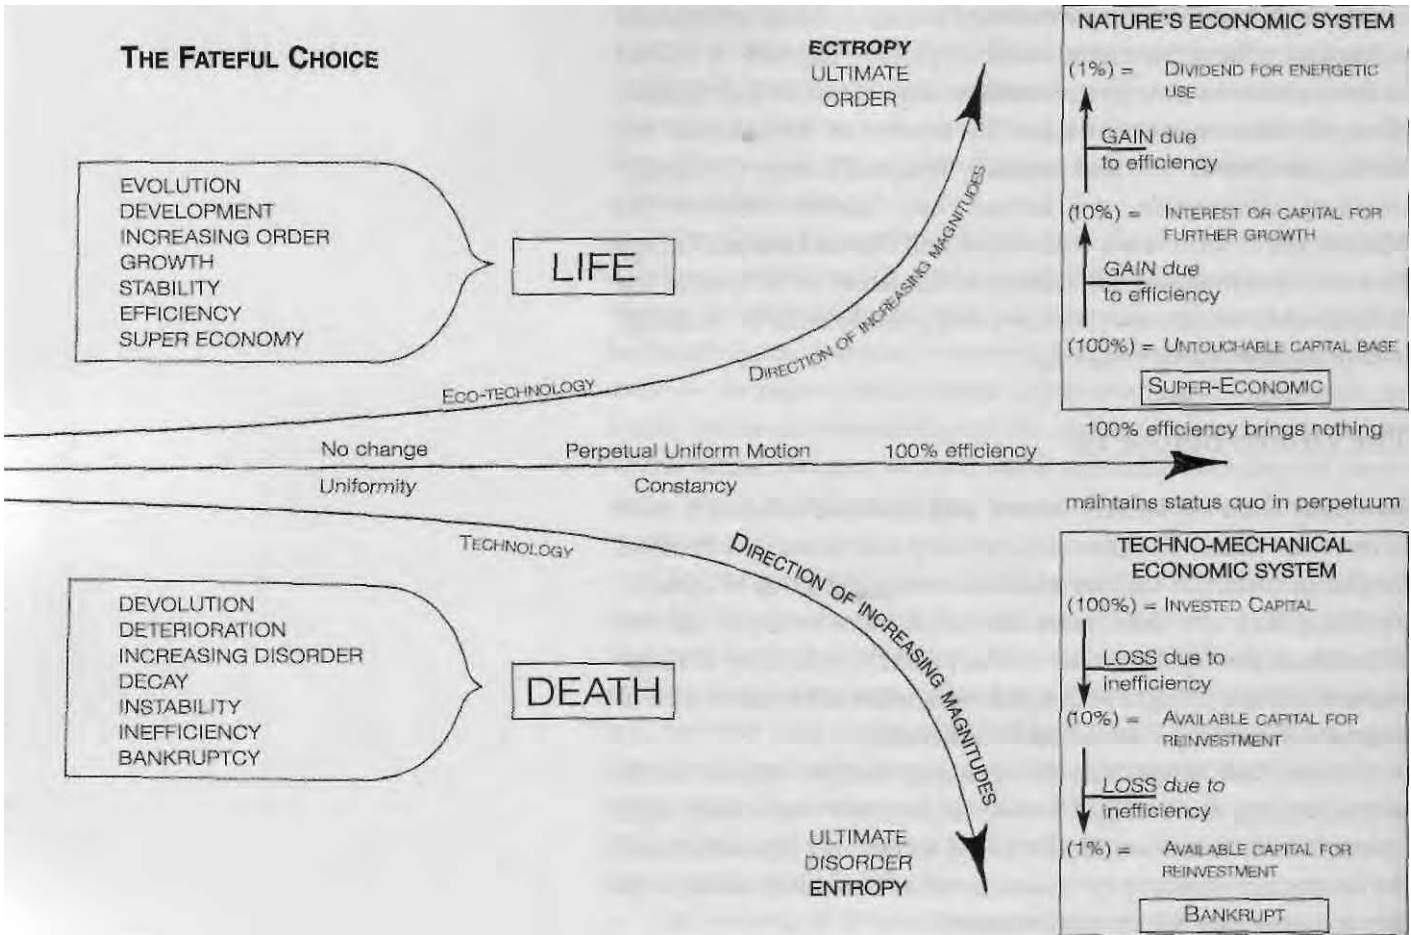 THE FATEFUL CHOICE
EVOLUTION
DEVELOPMENT
INCREASING ORDER
GROWTH
STABILITY
EFFICIENCY
SUPER ECONOMY
LIFE
ECTROPY
ULTIMATE
ORDER
ECO-TECHNOLOGY
DIRECTION OF INCREASING MAGNITUDES
No change
Perpetual Uniform Motion
100% efficiency
Uniformity
Constancy
TECHNOLOGY
DIRECTION OF INCREASING MAGNITUDES
DEVOLUTION
DETERIORATION
INCREASING DISORDER
DECAY
INSTABILITY
INEFFICIENCY
BANKRUPTCY
DEATH
ULTIMATE
DISORDER
ENTROPY
NATURE'S ECONOMIC SYSTEM
(1%) = DIVIDEND FOR ENERGETIC
USE
GAIN due
to efficiency
(10%) = INTEREST OR CAPITAL FOR
FURTHER GROWTH
GAIN due
to efficiency
(100%) = UNTOUCHABLE CAPITAL BASE
SUPER-ECONOMIC
100% efficiency brings nothing
maintains status quo in perpetuum
TECHNO-MECHANICAL
ECONOMIC SYSTEM
(100%) = INVESTED CAPITAL
LOSS due to
inefficiency
(10%) = AVAILABLE CAPITAL FOR
REINVESTMENT
LOSS due to
inefficiency
(1%) = AVAILABLE CAPITAL FOR
REINVESTMENT
BANKRUPT